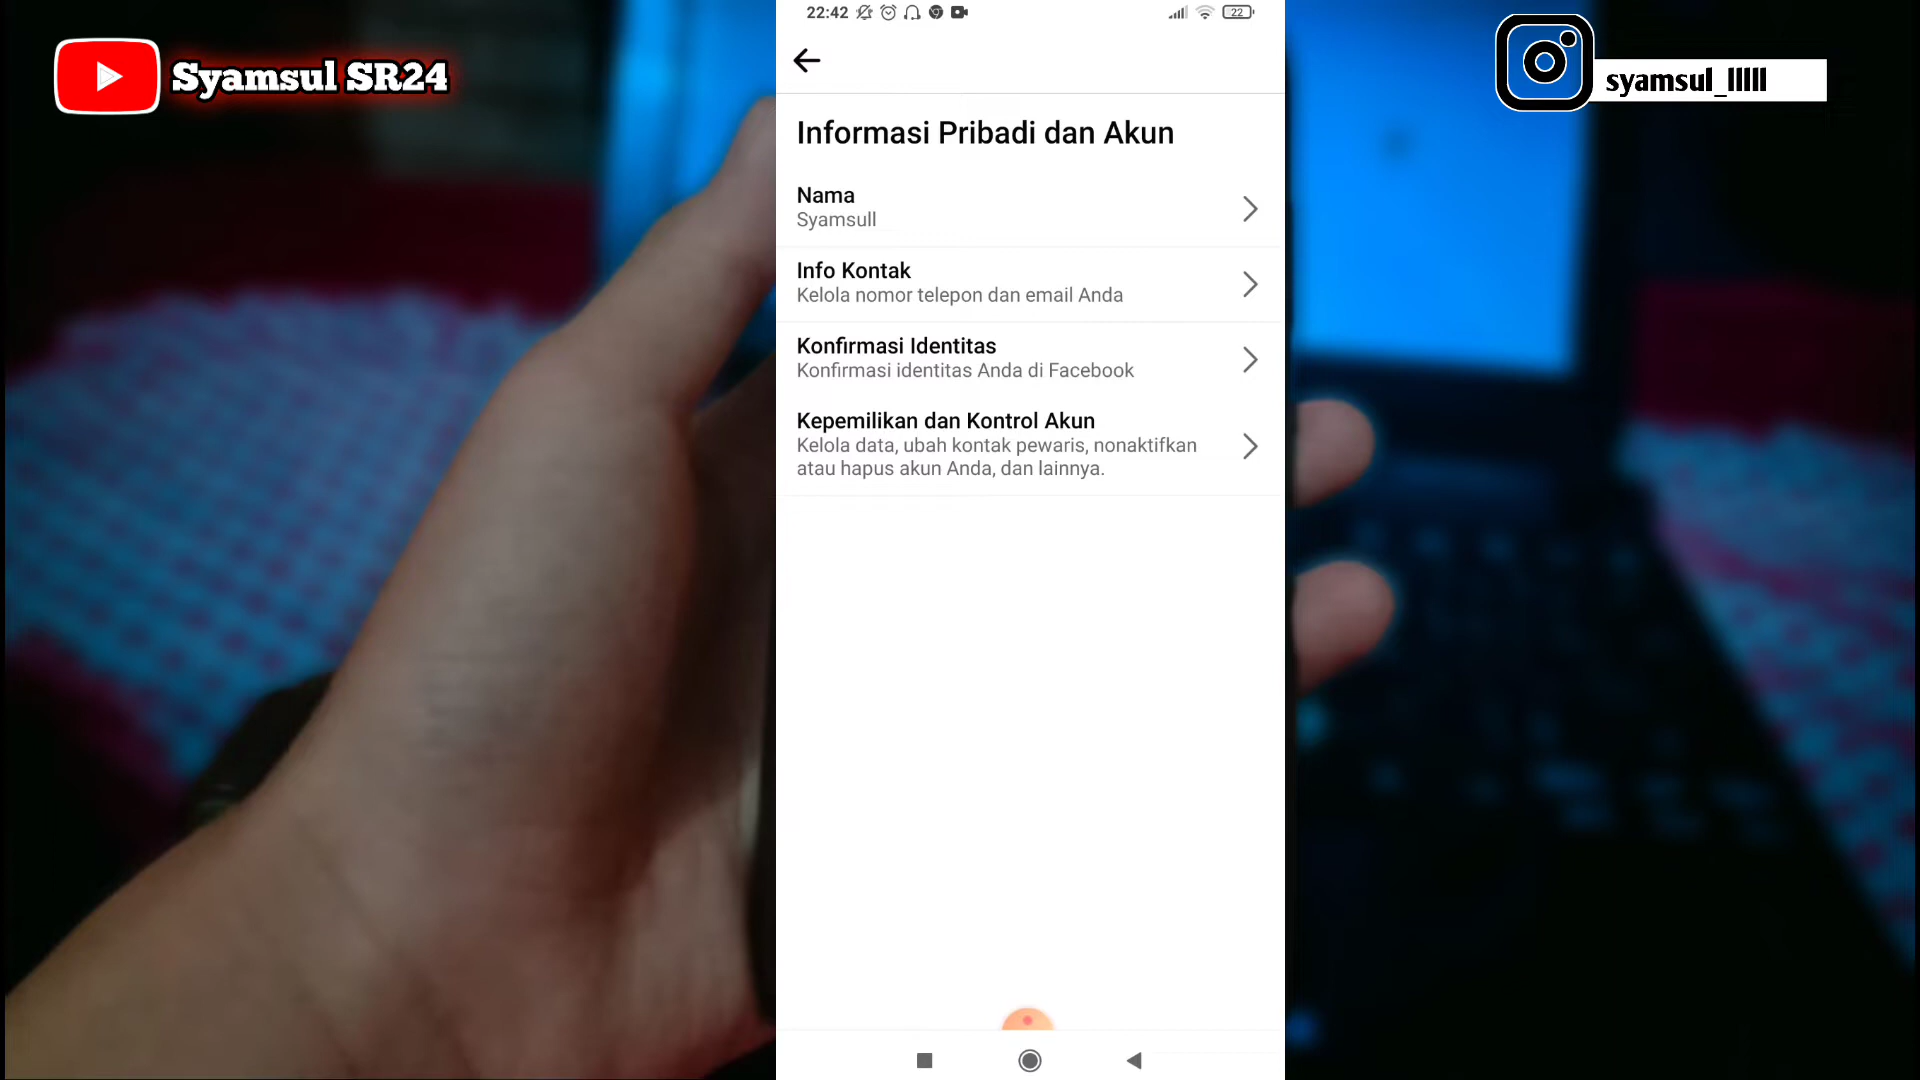 22:42
22
Syamsul SR24
syamsul_lllll
Informasi Pribadi dan Akun
Nama
Syamsull
Info Kontak
Kelola nomor telepon dan email Anda
Konfirmasi Identitas
Konfirmasi identitas Anda di Facebook
Kepemilikan dan Kontrol Akun
Kelola data, ubah kontak pewaris, nonaktifkan
atau hapus akun Anda, dan lainnya.